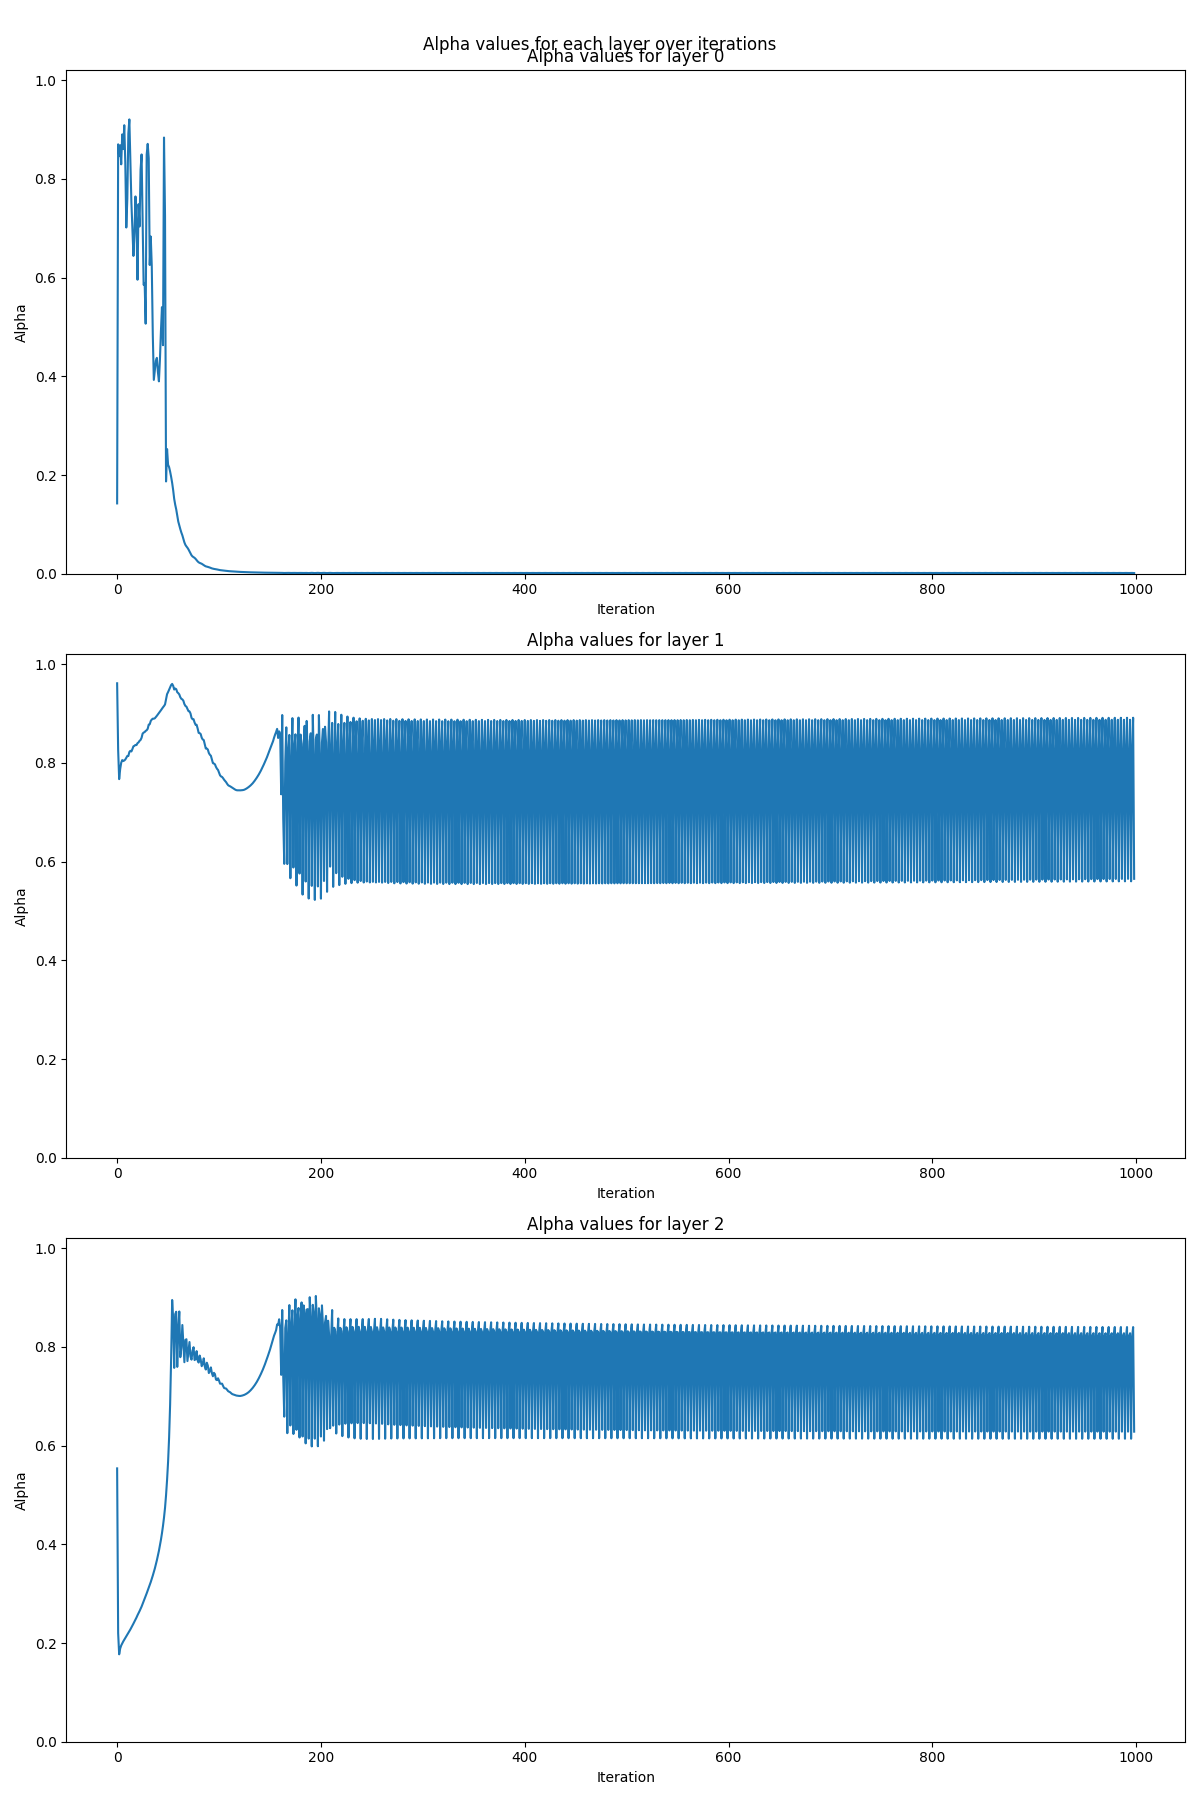 Alpha values for each layer over iterations
Alpha values for layer 0
1.0
0.8
0.6
0.4
0.2
0.0
Alpha
0 200 400 600 800 1000
Iteration
Alpha values for layer 1
1.0
0.8
0.6
0.4
0.2
0.0
Alpha
0 200 400 600 800 1000
Iteration
Alpha values for layer 2
1.0
0.8
0.6
0.4
0.2
0.0
Alpha
0 200 400 600 800 1000
Iteration